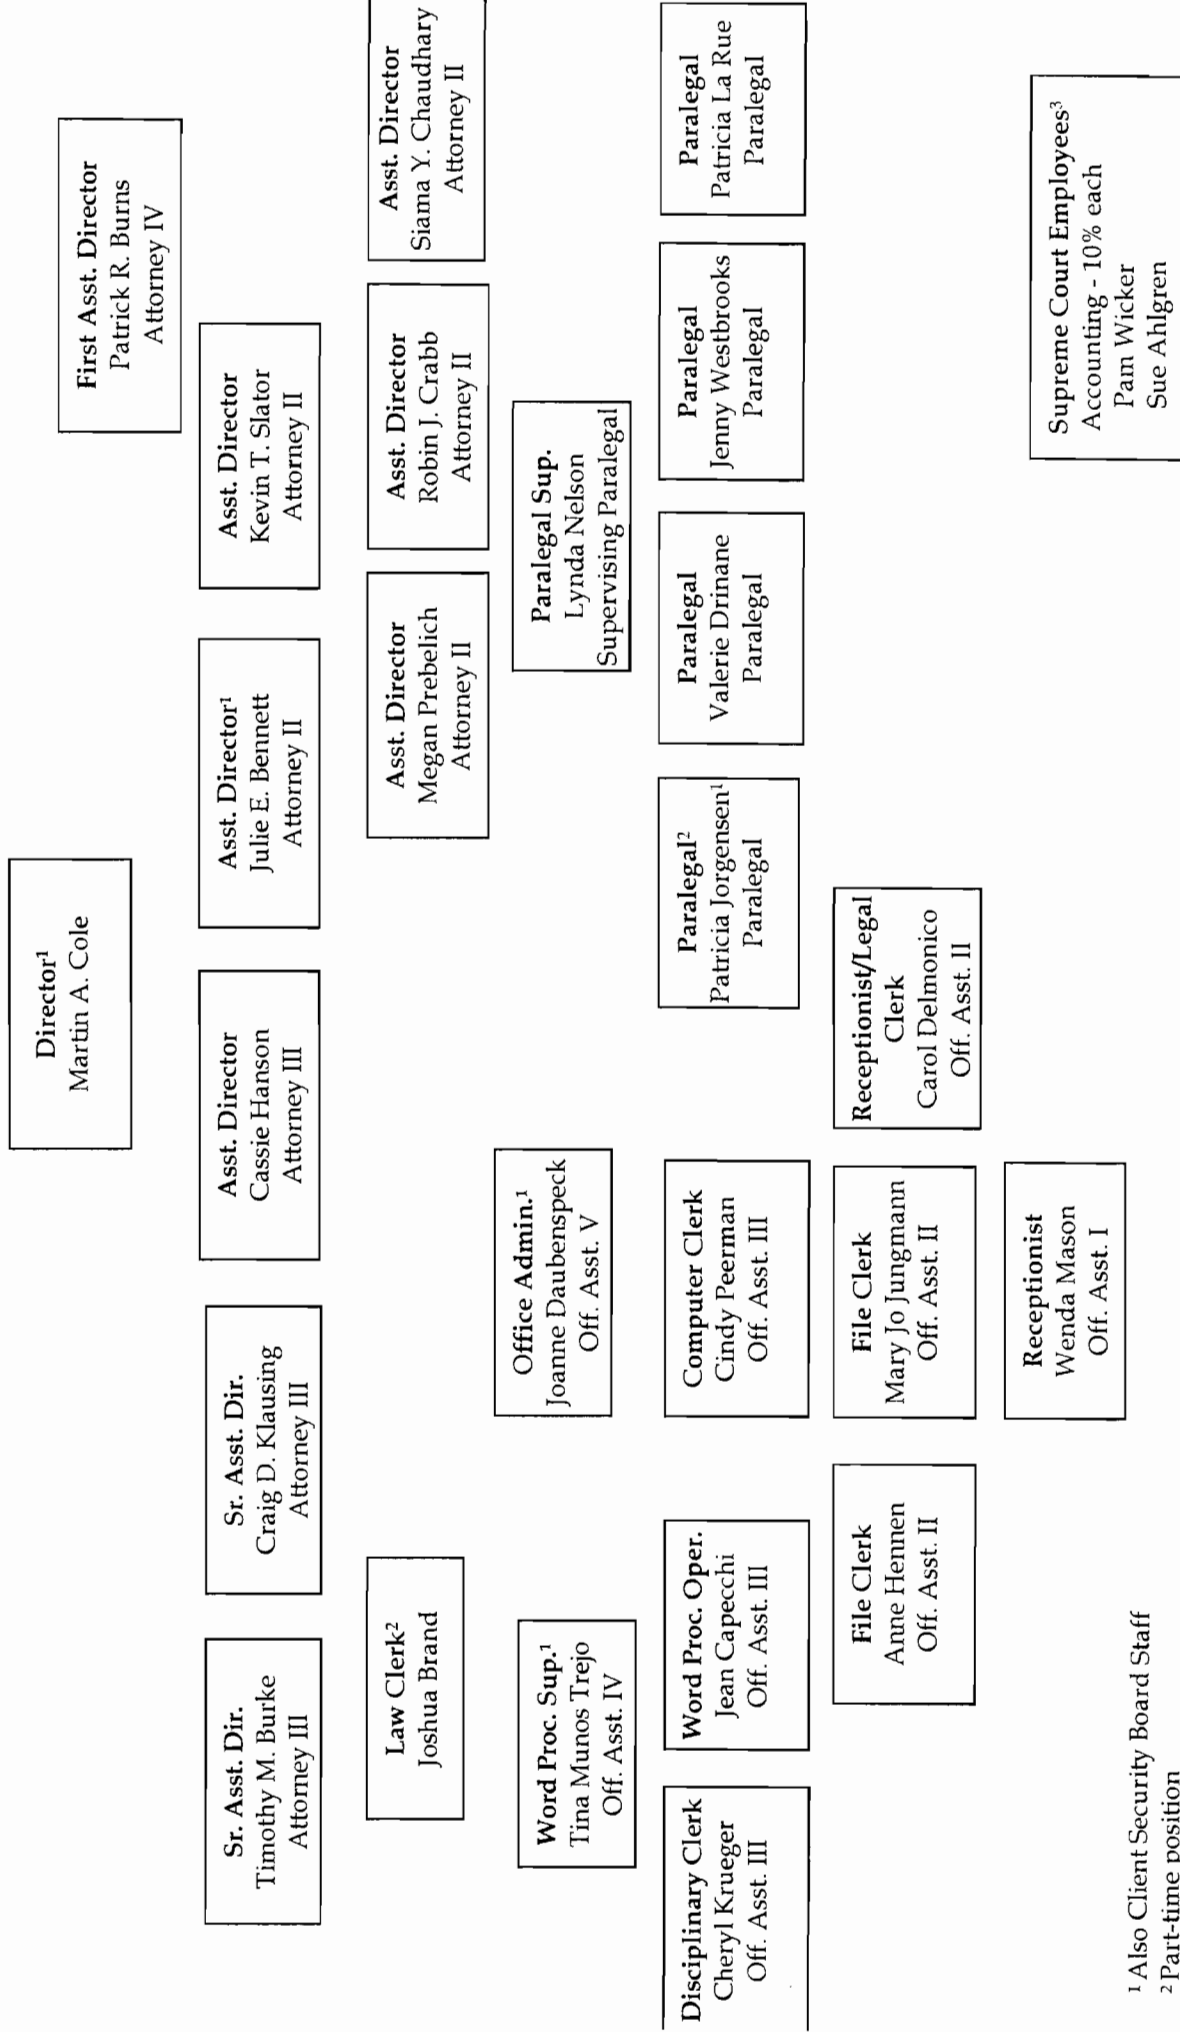 Director¹
Martin A. Cole
First Asst. Director
Patrick R. Burns
Attorney IV
Sr. Asst. Dir.
Timothy M. Burke
Attorney III
Sr. Asst. Dir.
Craig D. Klausing
Attorney III
Asst. Director
Cassie Hanson
Attorney III
Asst. Director¹
Julie E. Bennett
Attorney II
Asst. Director
Kevin T. Slator
Attorney II
Law Clerk²
Joshua Brand
Asst. Director
Megan Prebelich
Attorney II
Asst. Director
Robin J. Crabb
Attorney II
Asst. Director
Siama Y. Chaudhary
Attorney II
Word Proc. Sup.¹
Tina Munos Trejo
Off. Asst. IV
Office Admin.¹
Joanne Daubenspeck
Off. Asst. V
Paralegal Sup.
Lynda Nelson
Supervising Paralegal
Disciplinary Clerk
Cheryl Krueger
Off. Asst. III
Word Proc. Oper.
Jean Capecchi
Off. Asst. III
Computer Clerk
Cindy Peerman
Off. Asst. III
Paralegal²
Patricia Jorgensen¹
Paralegal
Paralegal
Valerie Drinane
Paralegal
Paralegal
Jenny Westbrooks
Paralegal
Paralegal
Patricia La Rue
Paralegal
File Clerk
Anne Hennen
Off. Asst. II
File Clerk
Mary Jo Jungmann
Off. Asst. II
Receptionist/Legal
Clerk
Carol Delmonico
Off. Asst. II
Receptionist
Wenda Mason
Off. Asst. I
Supreme Court Employees³
Accounting - 10% each
Pam Wicker
Sue Ahlgren
¹ Also Client Security Board Staff
² Part-time position